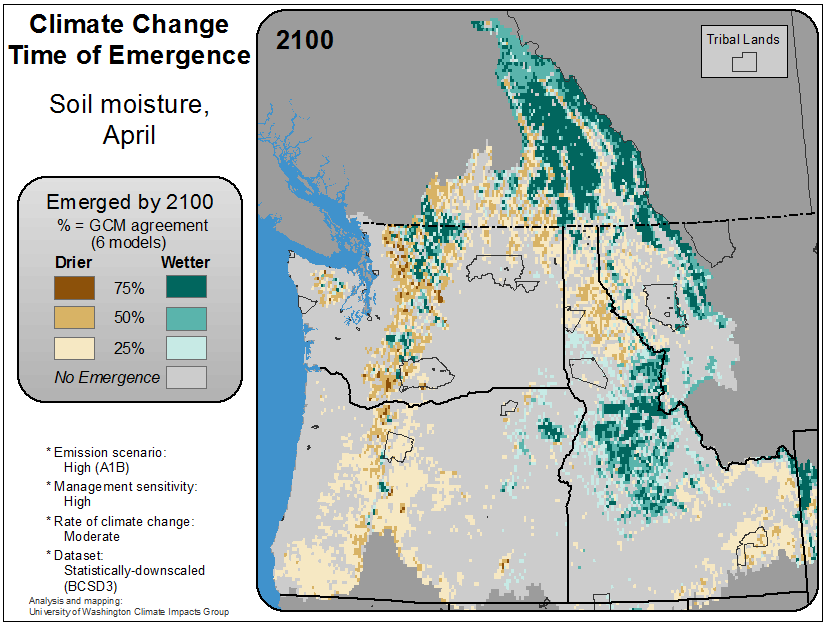 Climate Change
Time of Emergence
Soil moisture,
April
Emerged by 2100
% = GCM agreement
(6 models)
Drier Wetter
75%
50%
25%
No Emergence
* Emission scenario:
High (A1B)
* Management sensitivity:
High
* Rate of climate change:
Moderate
* Dataset:
Statistically-downscaled
(BCSD3)
Analysis and mapping:
University of Washington Climate Impacts Group
2100
Tribal Lands